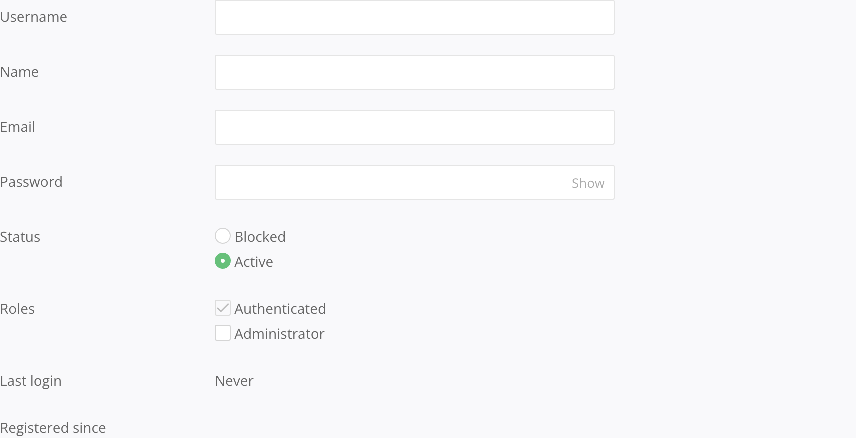 Username
Name
Email
Password Show
Status Blocked
Active
Roles Authenticated
Administrator
Last login Never
Registered since